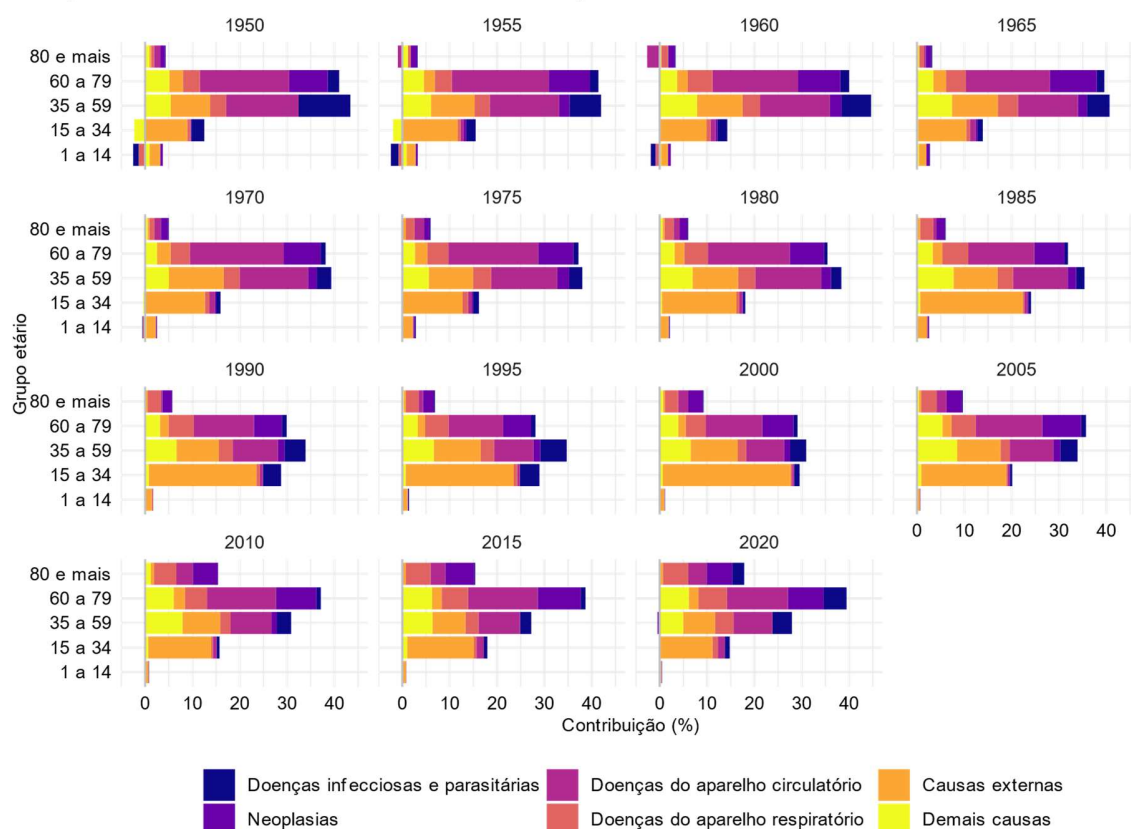 1950 1955 1960 1965
80 e mais
60 a 79
35 a 59
15 a 34
1 a 14
1970 1975 1980 1985
80 e mais
60 a 79
35 a 59
15 a 34
1 a 14
Grupo etário
1990 1995 2000 2005
80 e mais
60 a 79
35 a 59
15 a 34
1 a 14
0 10 20 30 40
2010 2015 2020
80 e mais
60 a 79
35 a 59
15 a 34
1 a 14
0 10 20 30 40 0 10 20 30 40 0 10 20 30 40
Contribuição (%)
Doenças infecciosas e parasitárias Doenças do aparelho circulatório Causas externas
Neoplasias Doenças do aparelho respiratório Demais causas